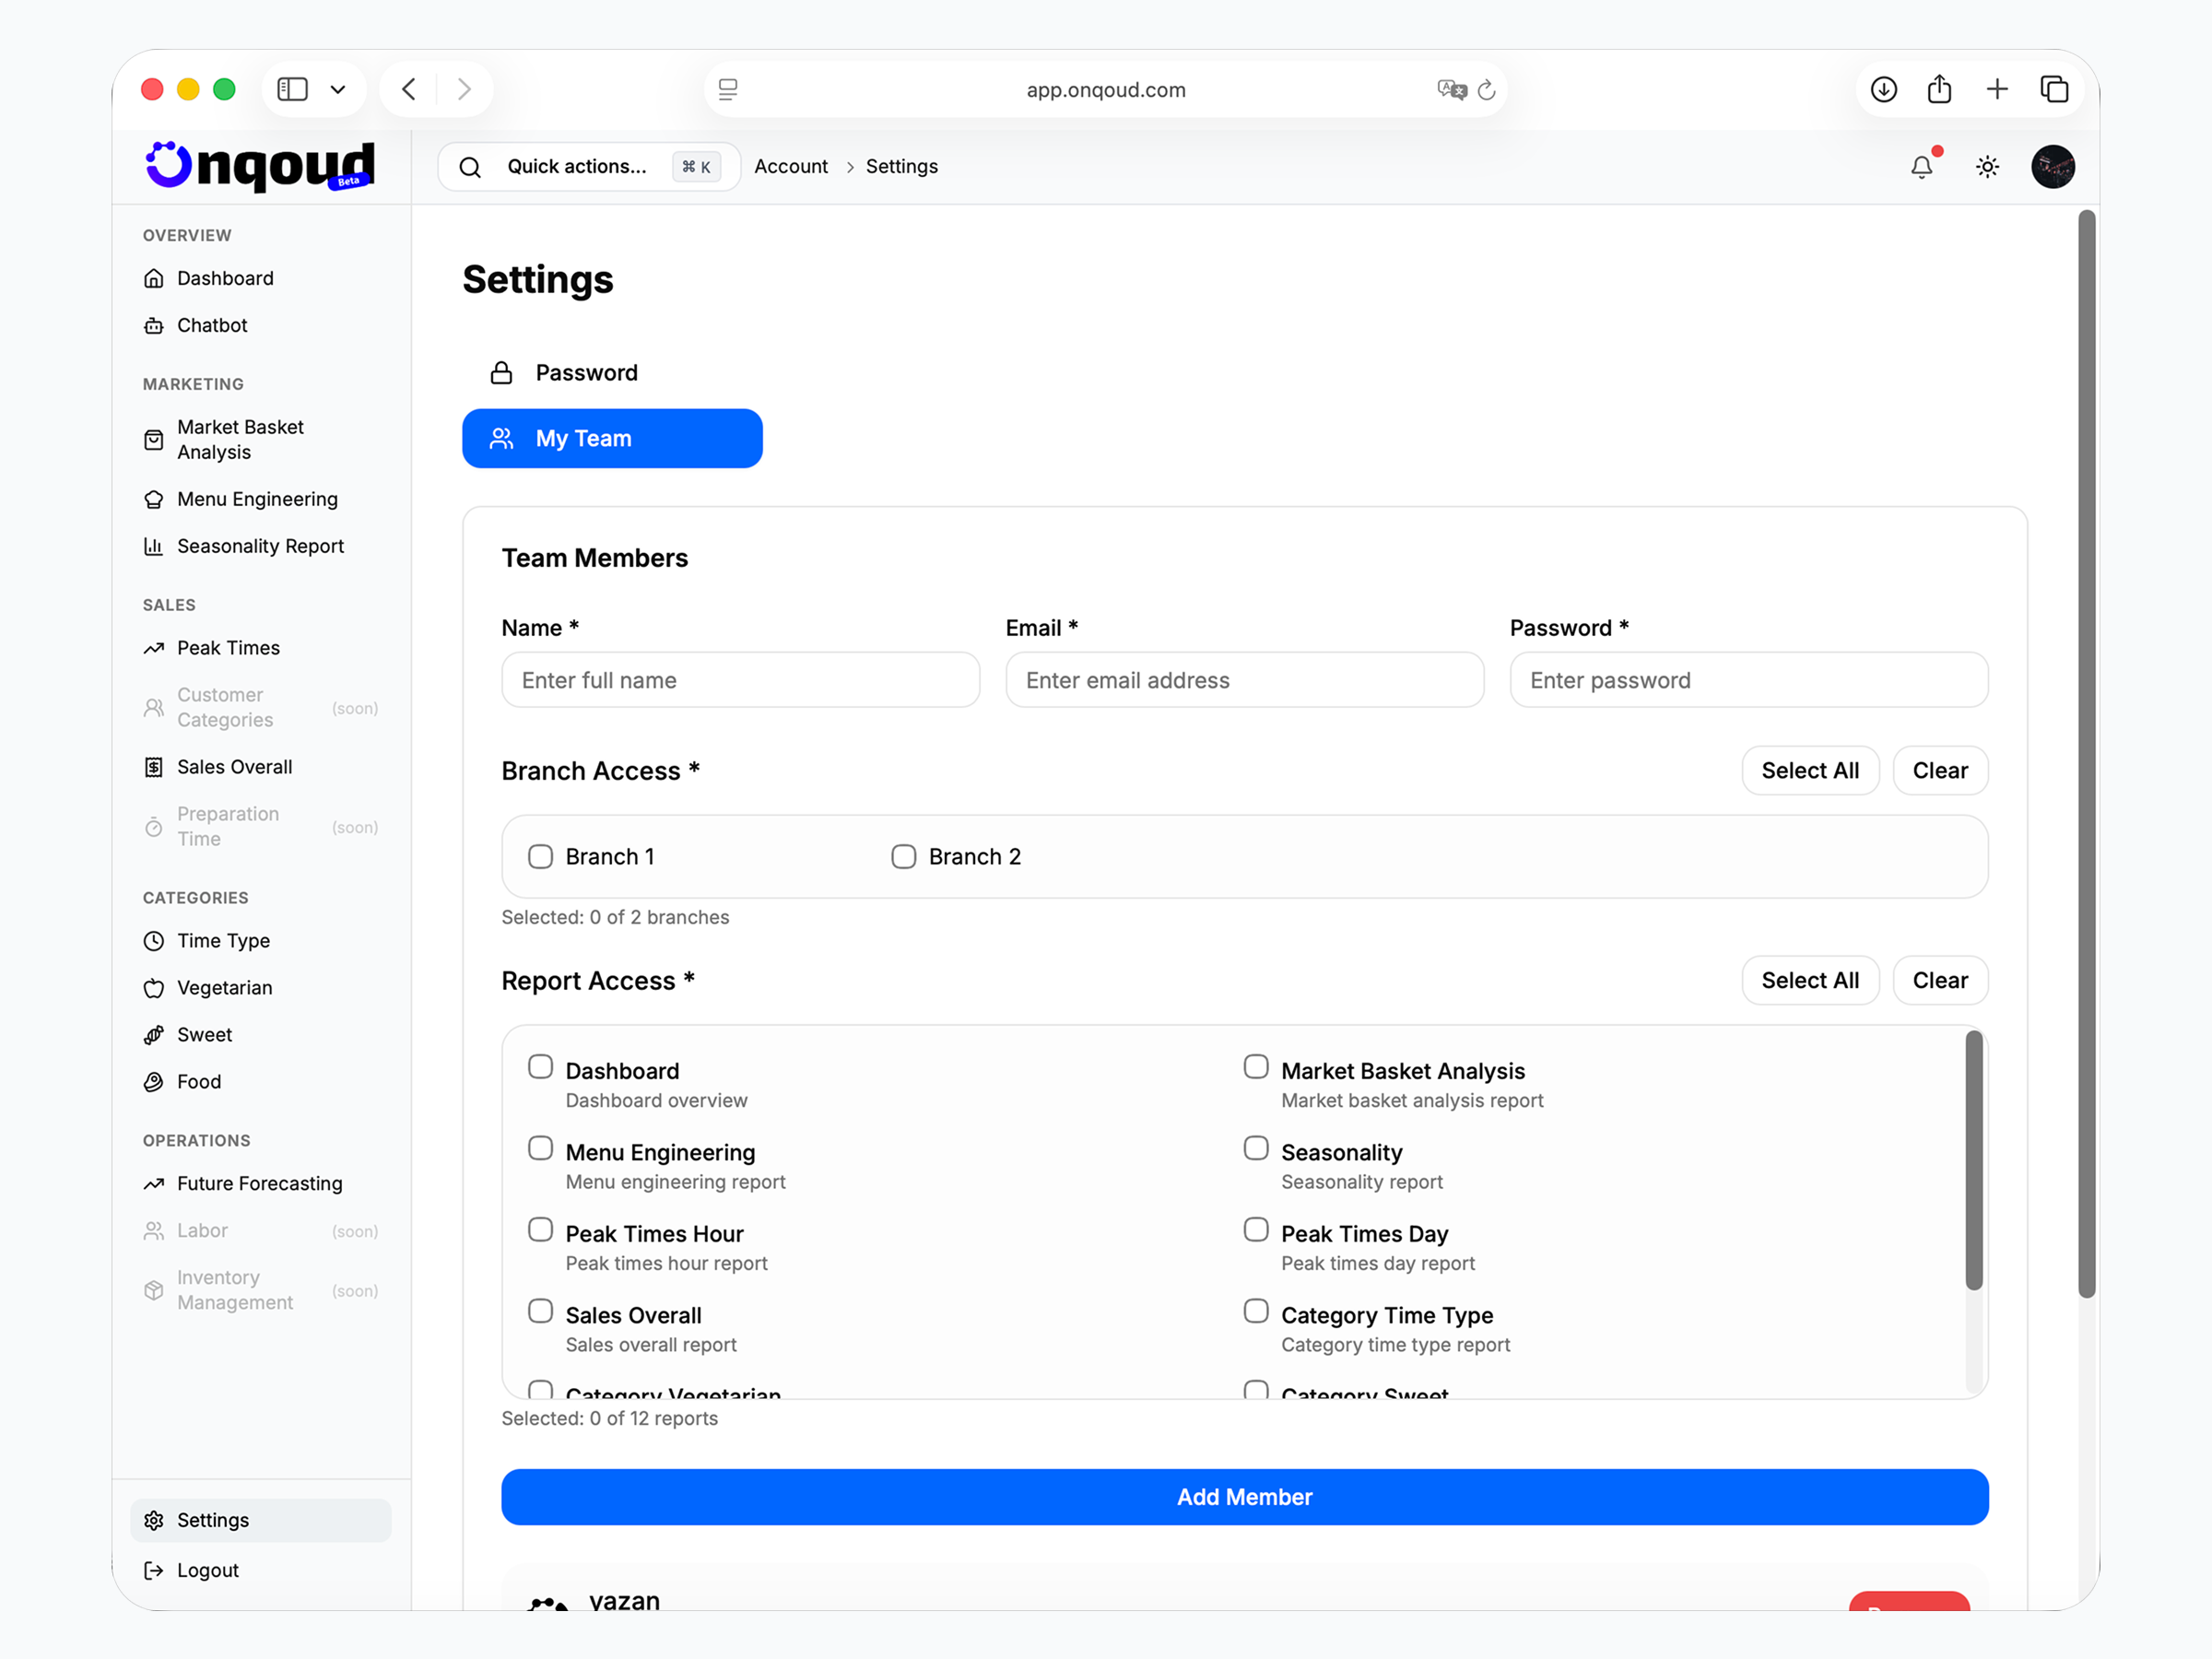 app.onqoud.com
Onqoud
Beta
Quick actions...
⌘ K
Account > Settings
OVERVIEW
Dashboard
Chatbot
MARKETING
Market Basket
Analysis
Menu Engineering
Seasonality Report
SALES
Peak Times
Customer
Categories
(soon)
Sales Overall
Preparation
Time
(soon)
CATEGORIES
Time Type
Vegetarian
Sweet
Food
OPERATIONS
Future Forecasting
Labor
(soon)
Inventory
Management
(soon)
Settings
Logout
Settings
Password
My Team
Team Members
Name * Email * Password *
Enter full name Enter email address Enter password
Branch Access * Select All Clear
Branch 1 Branch 2
Selected: 0 of 2 branches
Report Access * Select All Clear
Dashboard Market Basket Analysis
Dashboard overview Market basket analysis report
Menu Engineering Seasonality
Menu engineering report Seasonality report
Peak Times Hour Peak Times Day
Peak times hour report Peak times day report
Sales Overall Category Time Type
Sales overall report Category time type report
Category Vegetarian Category Sweet
Selected: 0 of 12 reports
Add Member
yazan